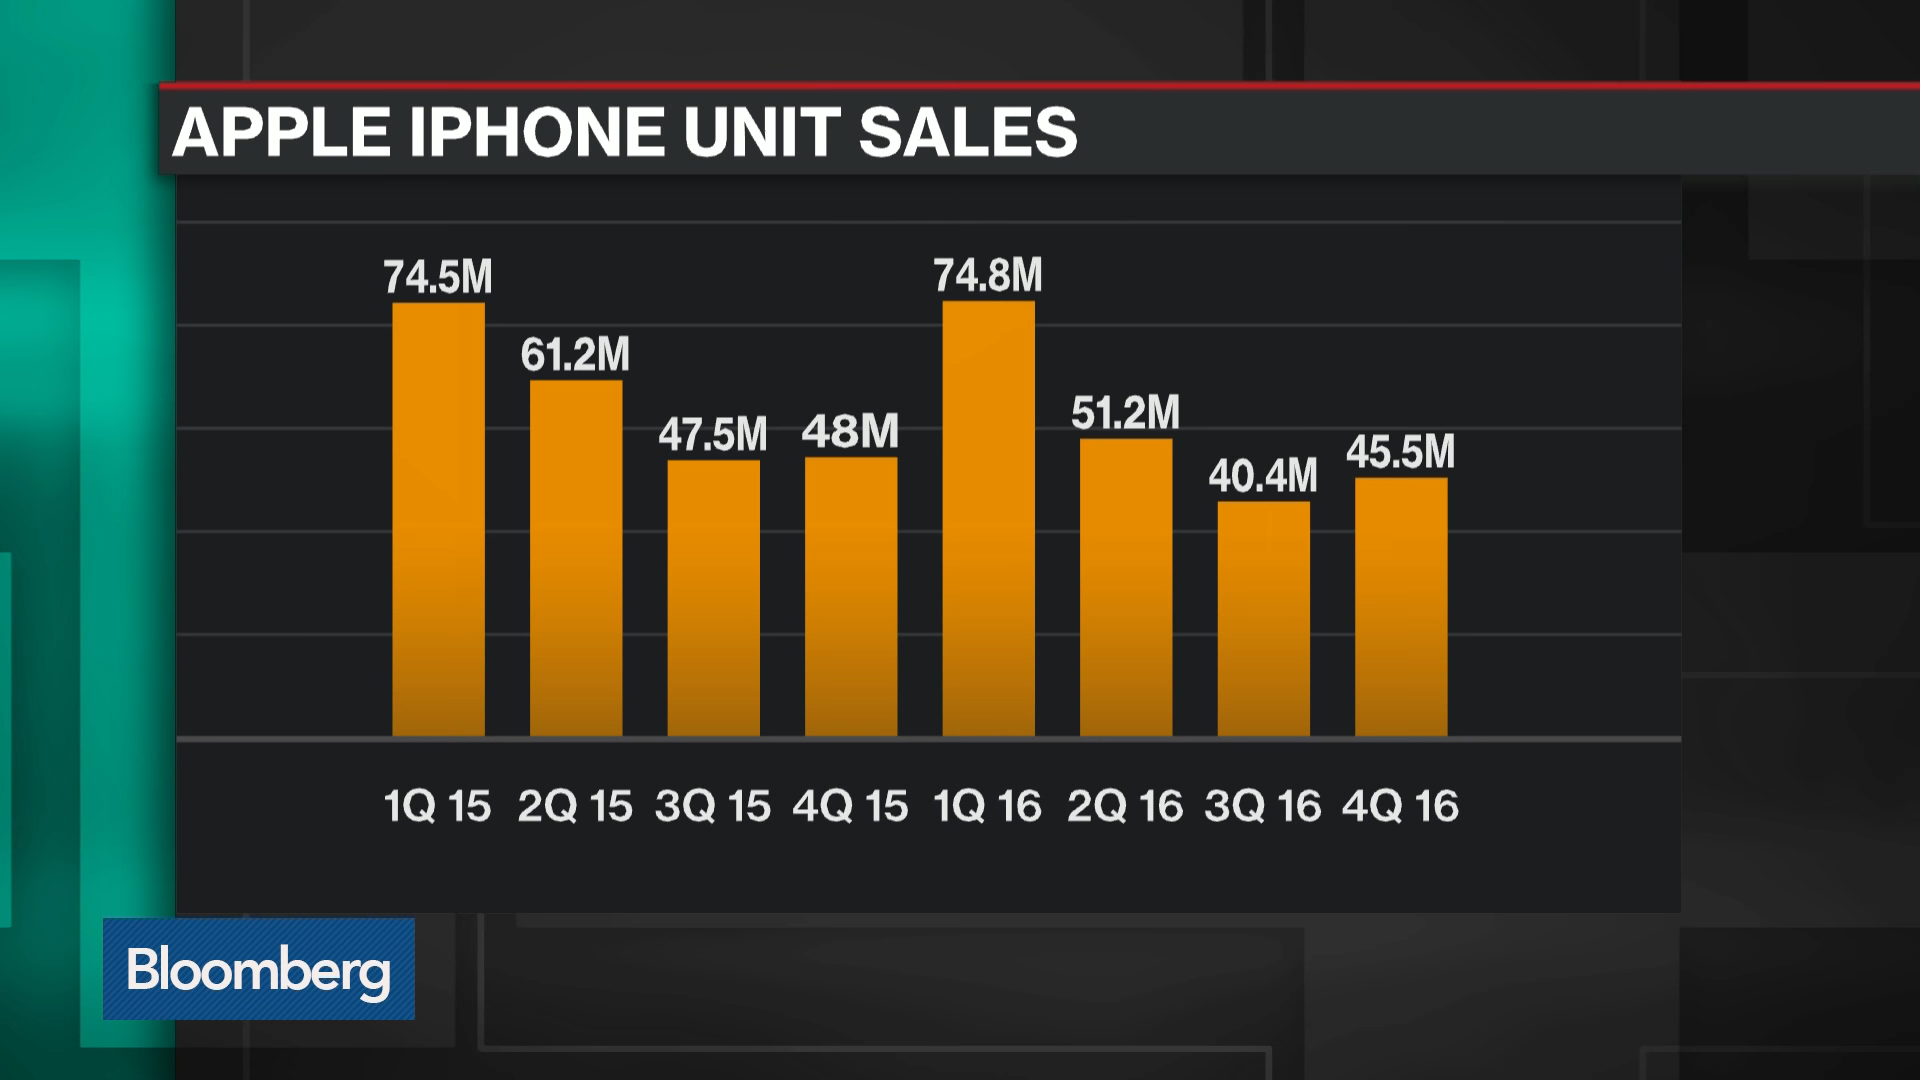 APPLE IPHONE UNIT SALES
74.5M
61.2M
47.5M
48M
74.8M
51.2M
40.4M
45.5M
1Q 15 2Q 15 3Q 15 4Q 15 1Q 16 2Q 16 3Q 16 4Q 16
Bloomberg